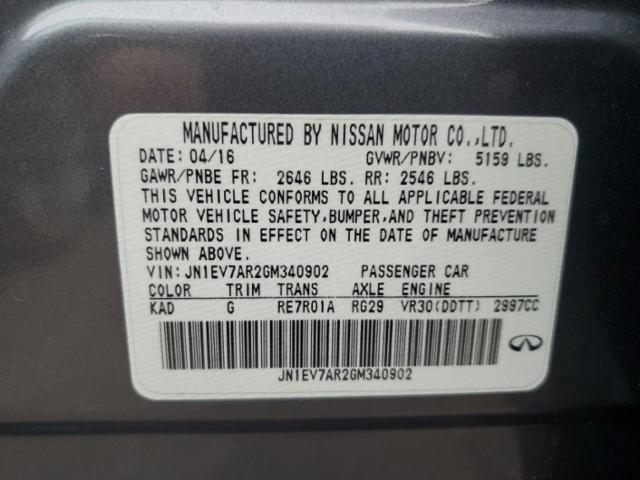 MANUFACTURED BY NISSAN MOTOR CO.,LTD.
DATE: 04/16 GVWR/PNBV: 5159 LBS.
GAWR/PNBE FR: 2646 LBS. RR: 2546 LBS.
THIS VEHICLE CONFORMS TO ALL APPLICABLE FEDERAL
MOTOR VEHICLE SAFETY,BUMPER,AND THEFT PREVENTION
STANDARDS IN EFFECT ON THE DATE OF MANUFACTURE
SHOWN ABOVE.
VIN: JN1EV7AR2GM340902 PASSENGER CAR
COLOR TRIM TRANS AXLE ENGINE
KAD G RE7R01A RG29 VR30(DDTT) 2997CC
JN1EV7AR2GM340902